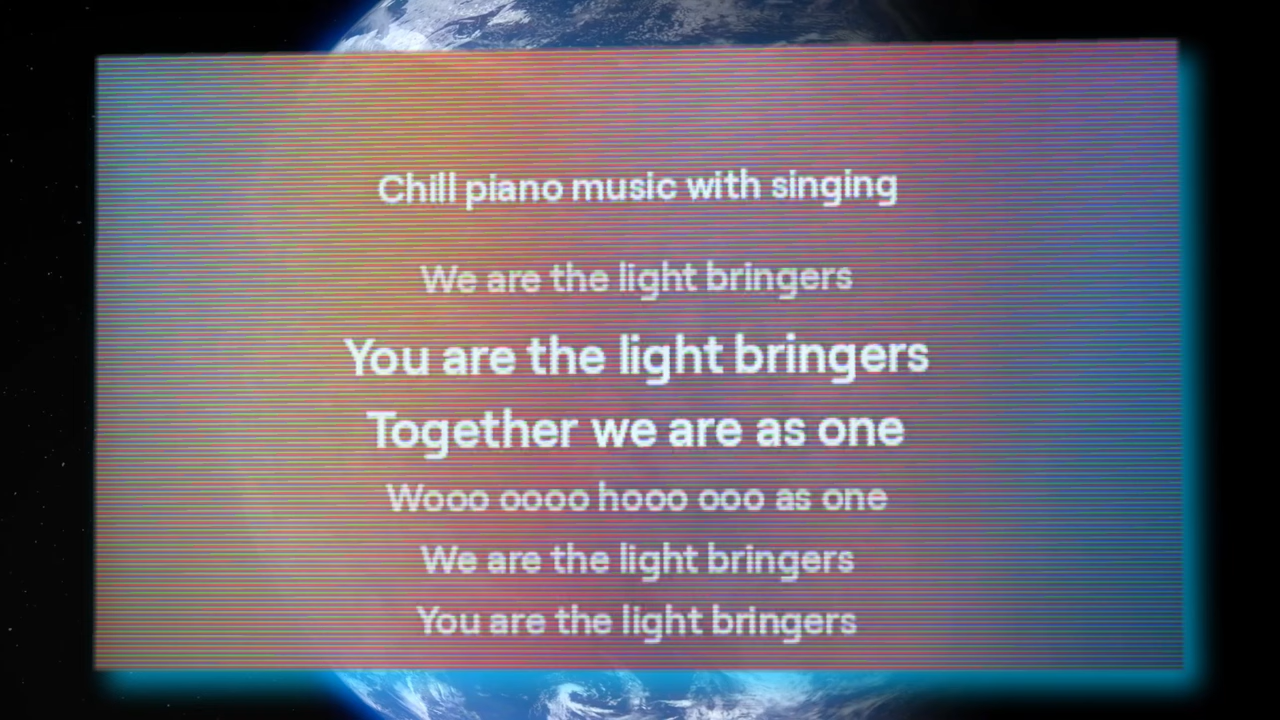 Chill piano music with singing
We are the light bringers
You are the light bringers
Together we are as one
Wooo oooo hooo ooo as one
We are the light bringers
You are the light bringers